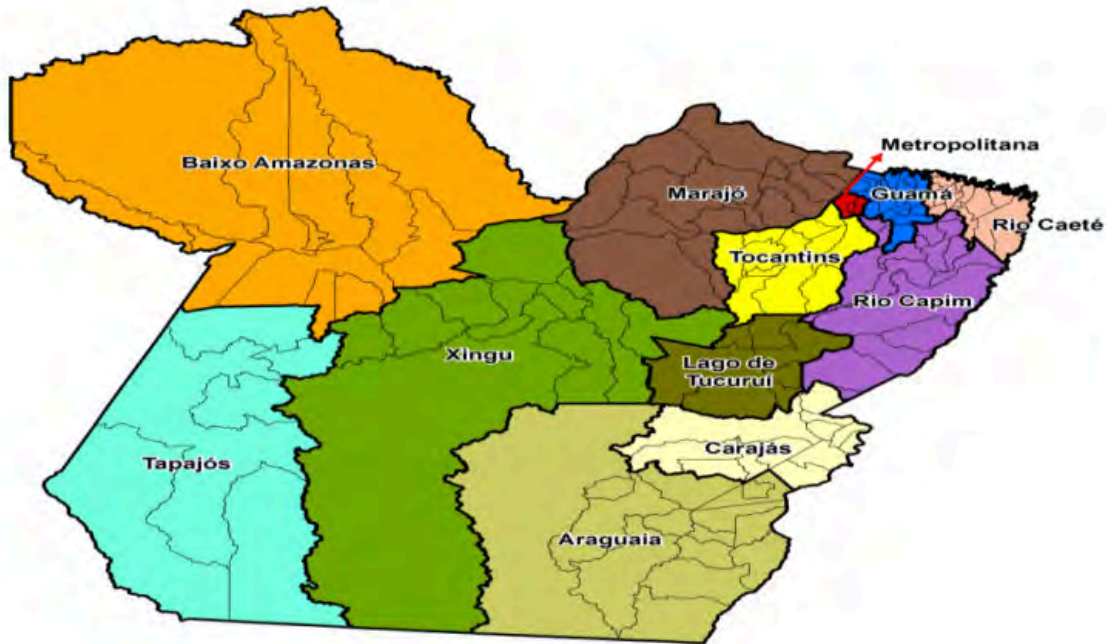 Metropolitana
Baixo Amazonas
Marajó
Guamá
Rio Caeté
Tocantins
Rio Capim
Xingu
Lago de
Tucuruí
Carajás
Tapajós
Araguaia